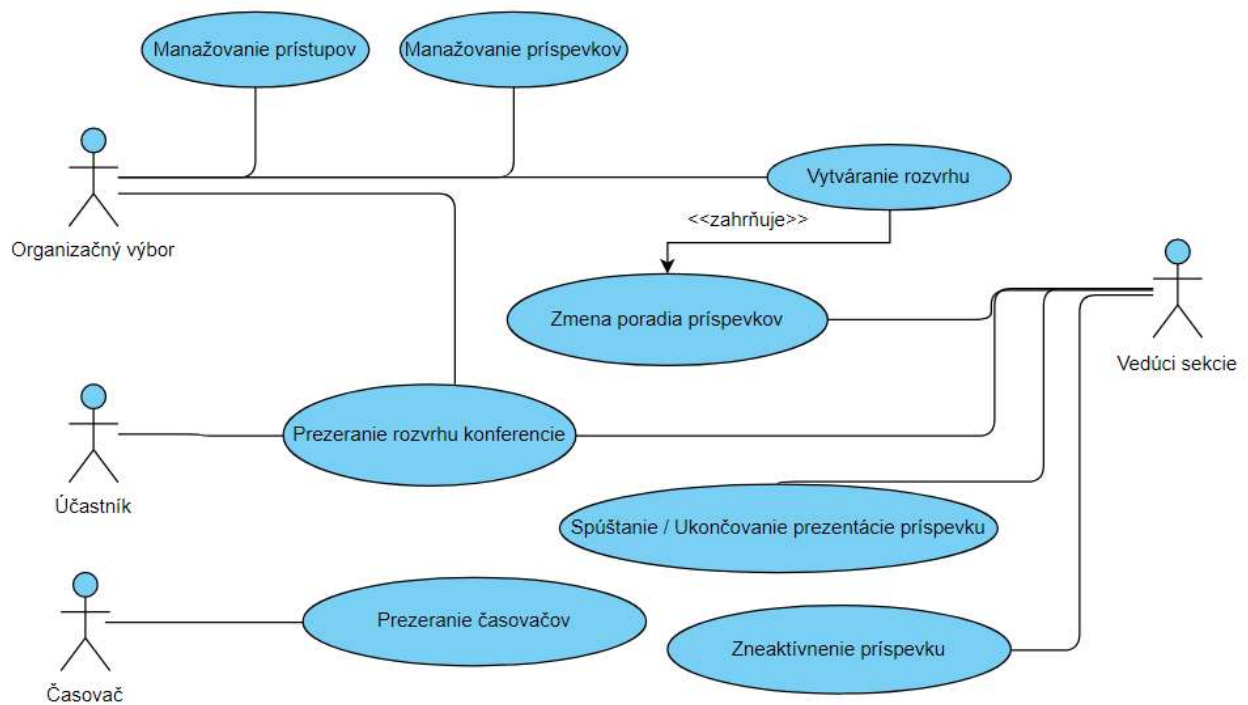 Manažovanie prístupov
Manažovanie príspevkov
Vytváranie rozvrhu
<<zahrňuje>>
Organizačný výbor
Zmena poradia príspevkov
Vedúci sekcie
Prezeranie rozvrhu konferencie
Účastník
Spúštanie / Ukončovanie prezentácie príspevku
Prezeranie časovačov
Zneaktívnenie príspevku
Časovač